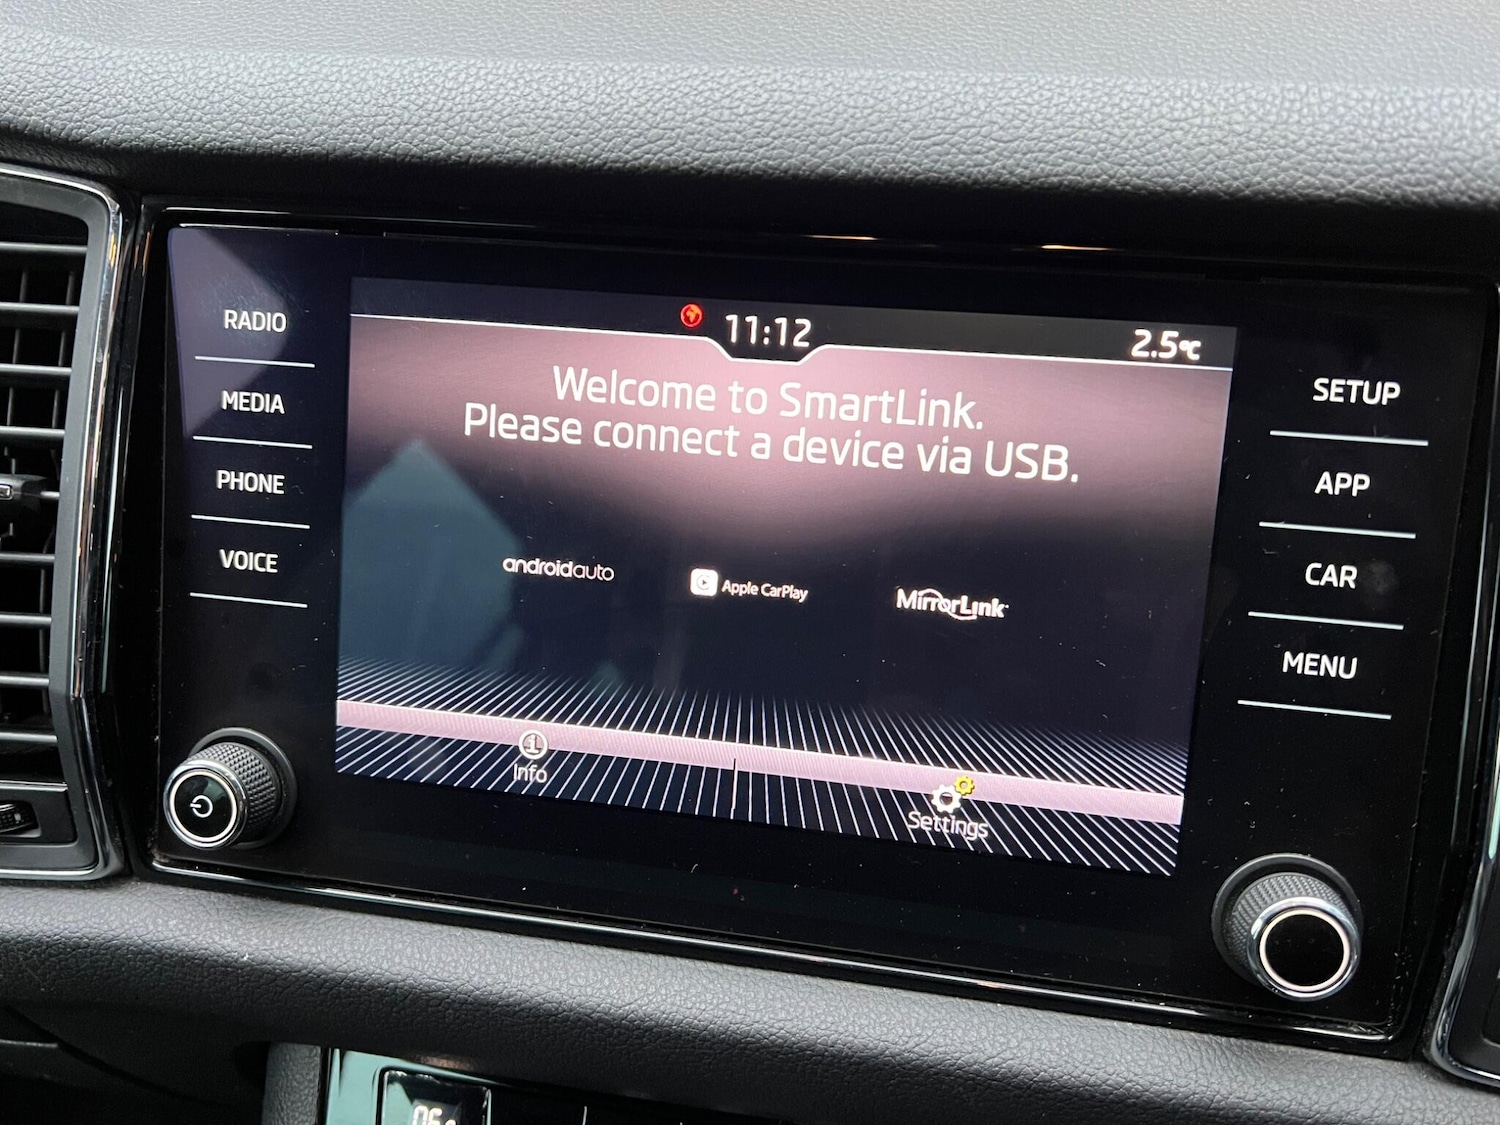 RADIO
MEDIA
PHONE
VOICE
11:12
2.5°C
Welcome to SmartLink.
Please connect a device via USB.
androidauto
Apple CarPlay
MirrorLink
Info
Settings
SETUP
APP
CAR
MENU